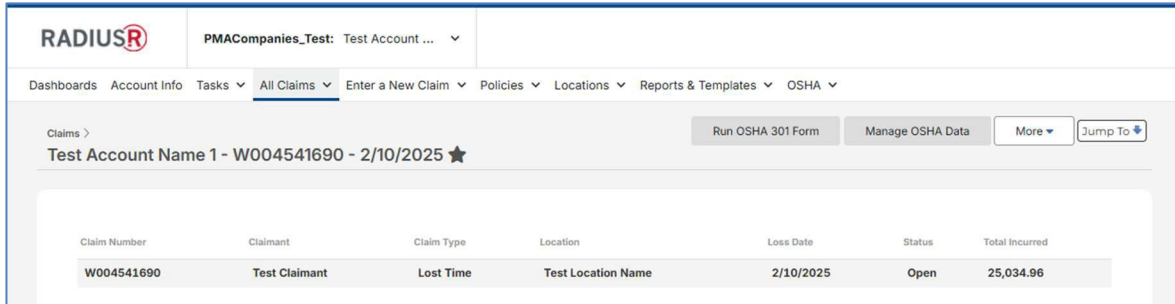 RADIUSR
PMACompanies_Test: Test Account ...
Dashboards Account Info Tasks All Claims Enter a New Claim Policies Locations Reports & Templates OSHA
Claims >
Run OSHA 301 Form Manage OSHA Data More Jump To
Test Account Name 1 - W004541690 - 2/10/2025
Claim Number Claimant Claim Type Location Loss Date Status Total Incurred
W004541690 Test Claimant Lost Time Test Location Name 2/10/2025 Open 25,034.96